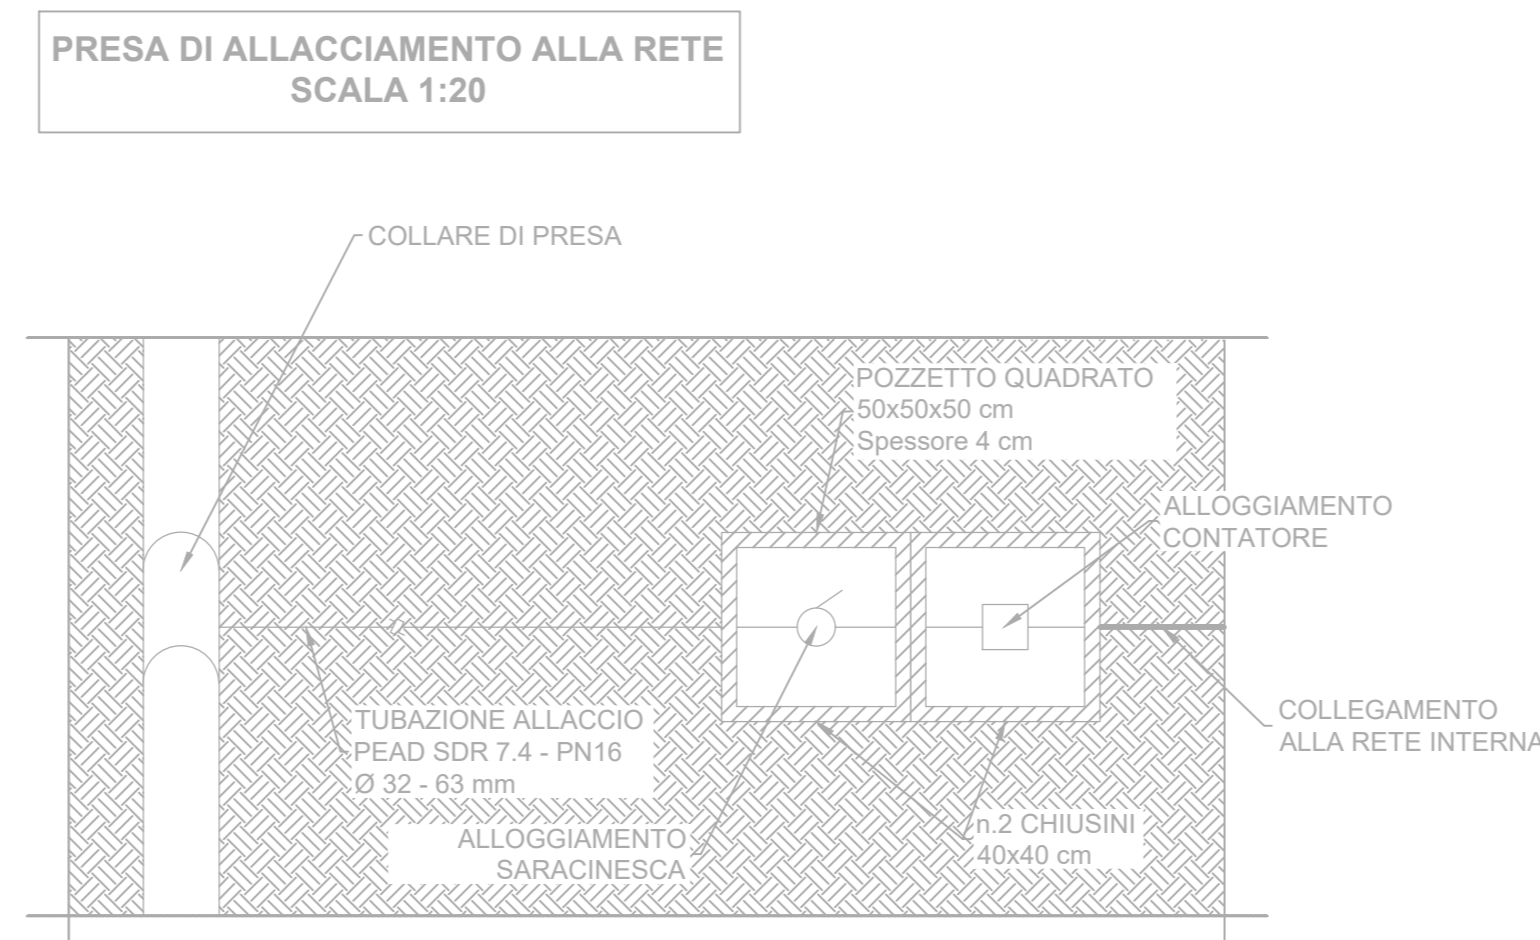 PRESA DI ALLACCIAMENTO ALLA RETE
SCALA 1:20
COLLARE DI PRESA
POZZETTO QUADRATO
50x50x50 cm
Spessore 4 cm
ALLOGGIAMENTO
CONTATORE
TUBAZIONE ALLACCIO
PEAD SDR 7.4 - PN16
Ø 32 - 63 mm
COLLEGAMENTO
ALLA RETE INTERNA
ALLOGGIAMENTO
SARACINESCA
n.2 CHIUSINI
40x40 cm